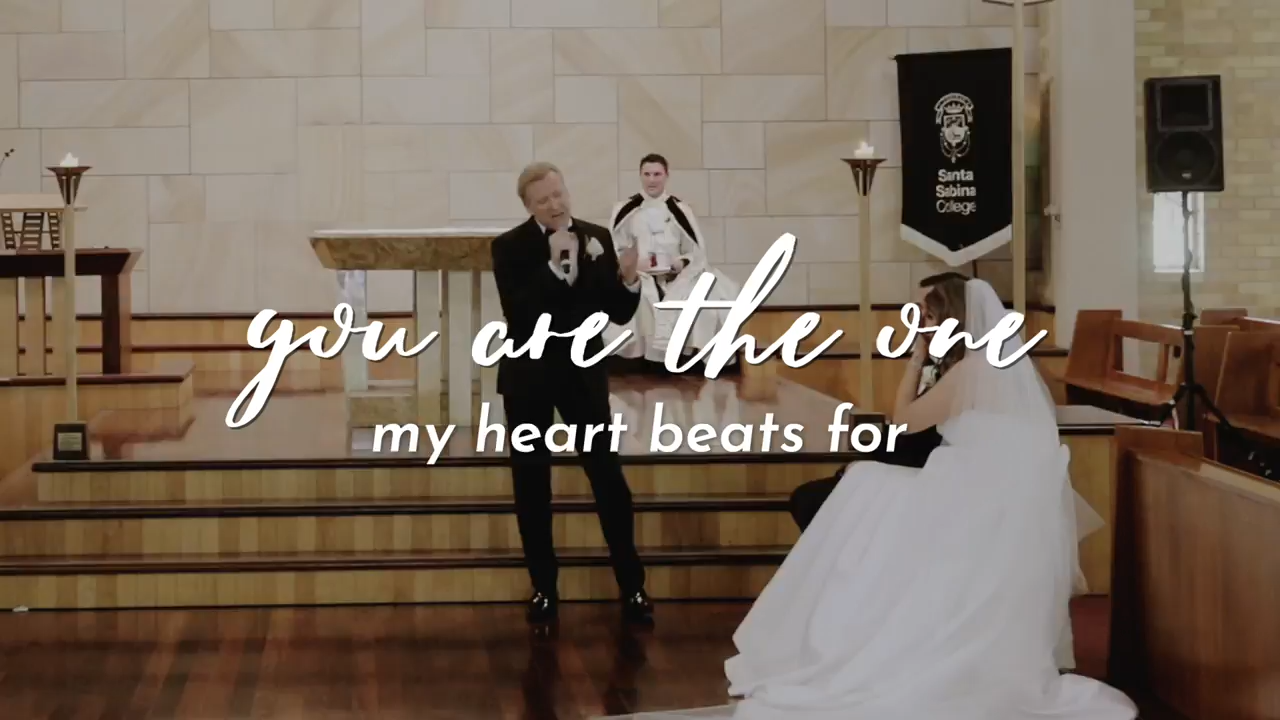 Santa
Sabina
College
you are the one
my heart beats for